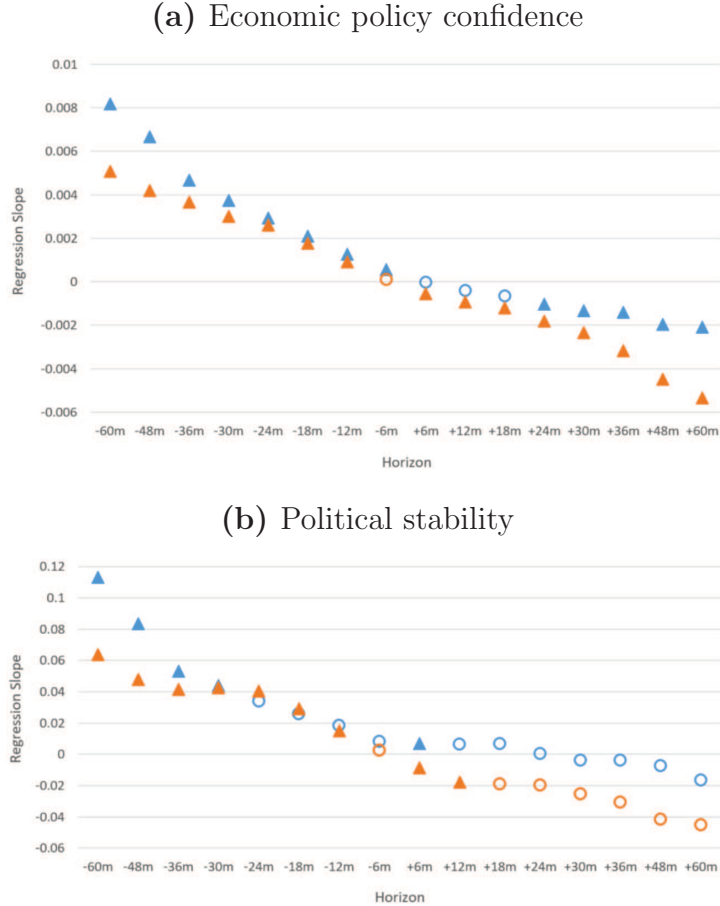 (a) Economic policy confidence
0.01
0.008
0.006
0.004
0.002
0
-0.002
-0.004
-0.006
Regression Slope
-60m -48m -36m -30m -24m -18m -12m -6m +6m +12m +18m +24m +30m +36m +48m +60m
Horizon
(b) Political stability
0.12
0.1
0.08
0.06
0.04
0.02
0
-0.02
-0.04
-0.06
Regression Slope
-60m -48m -36m -30m -24m -18m -12m -6m +6m +12m +18m +24m +30m +36m +48m +60m
Horizon